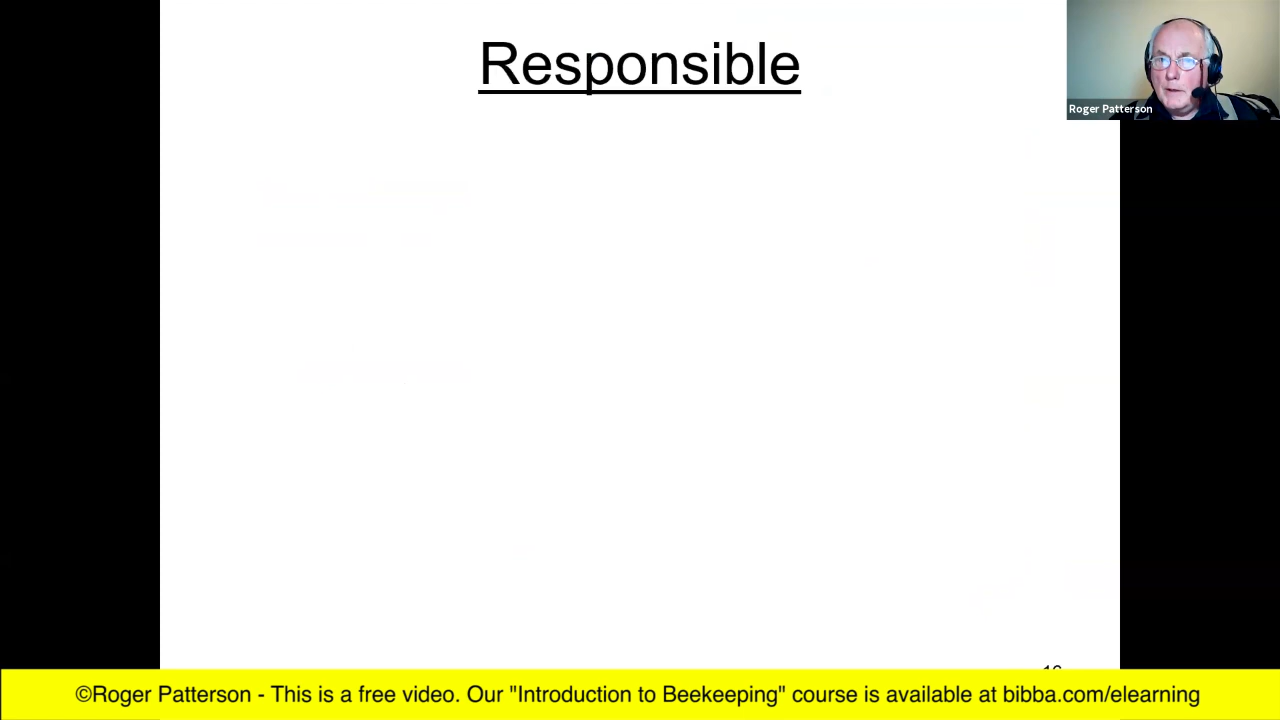 Responsible
Roger Patterson
©Roger Patterson - This is a free video. Our "Introduction to Beekeeping" course is available at bibba.com/elearning